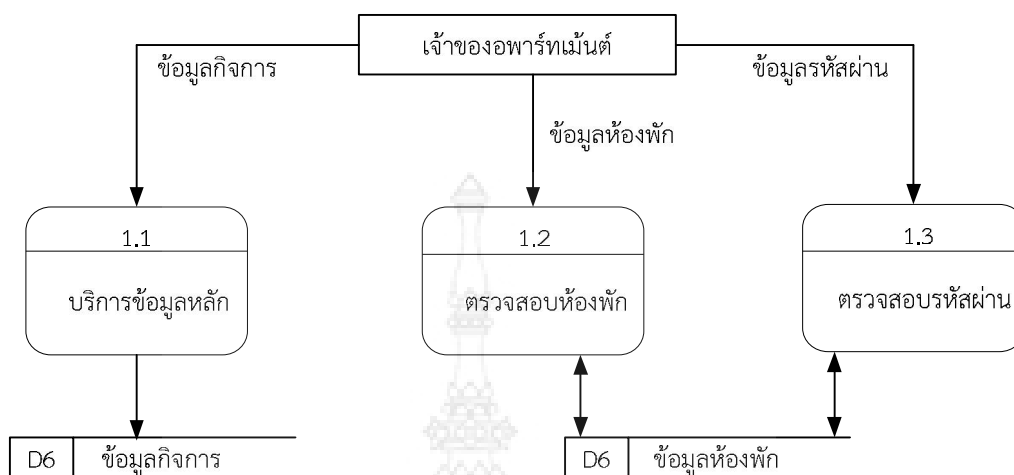 เจ้าของอพาร์ทเม้นต์
ข้อมูลกิจการ
ข้อมูลรหัสผ่าน
ข้อมูลห้องพัก
1.1
1.2
1.3
บริการข้อมูลหลัก
ตรวจสอบห้องพัก
ตรวจสอบรหัสผ่าน
D6 ข้อมูลกิจการ
D6 ข้อมูลห้องพัก